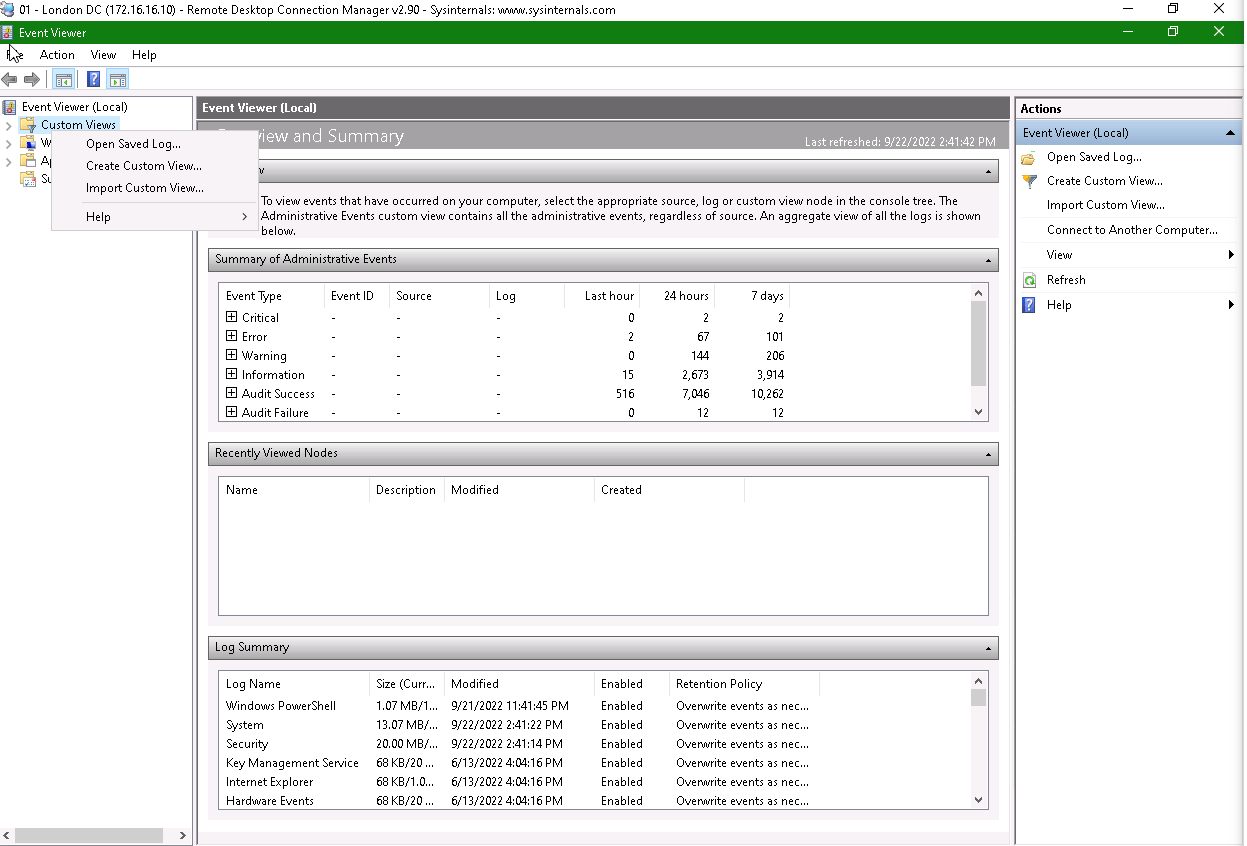 01 - London DC (172.16.16.10) - Remote Desktop Connection Manager v2.90 - Sysinternals: www.sysinternals.com
Event Viewer
Action View Help
Event Viewer (Local)
Custom Views
Open Saved Log...
Create Custom View...
Import Custom View...
Help
Event Viewer (Local)
and Summary
Last refreshed: 9/22/2022 2:41:42 PM
To view events that have occurred on your computer, select the appropriate source, log or custom view node in the console tree. The
Administrative Events custom view contains all the administrative events, regardless of source. An aggregate view of all the logs is shown
below.
Summary of Administrative Events
Event Type Event ID Source Log Last hour 24 hours 7 days
Critical - - - 0 2 2
Error - - - 2 67 101
Warning - - - 0 144 206
Information - - - 15 2,673 3,914
Audit Success - - - 516 7,046 10,262
Audit Failure - - - 0 12 12
Recently Viewed Nodes
Name Description Modified Created
Log Summary
Log Name Size (Curr... Modified Enabled Retention Policy
Windows PowerShell 1.07 MB/1... 9/21/2022 11:41:45 PM Enabled Overwrite events as nec...
System 13.07 MB/... 9/22/2022 2:41:22 PM Enabled Overwrite events as nec...
Security 20.00 MB/... 9/22/2022 2:41:14 PM Enabled Overwrite events as nec...
Key Management Service 68 KB/20 ... 6/13/2022 4:04:16 PM Enabled Overwrite events as nec...
Internet Explorer 68 KB/1.0... 6/13/2022 4:04:16 PM Enabled Overwrite events as nec...
Hardware Events 68 KB/20 ... 6/13/2022 4:04:16 PM Enabled Overwrite events as nec...
Actions
Event Viewer (Local)
Open Saved Log...
Create Custom View...
Import Custom View...
Connect to Another Computer...
View
Refresh
Help